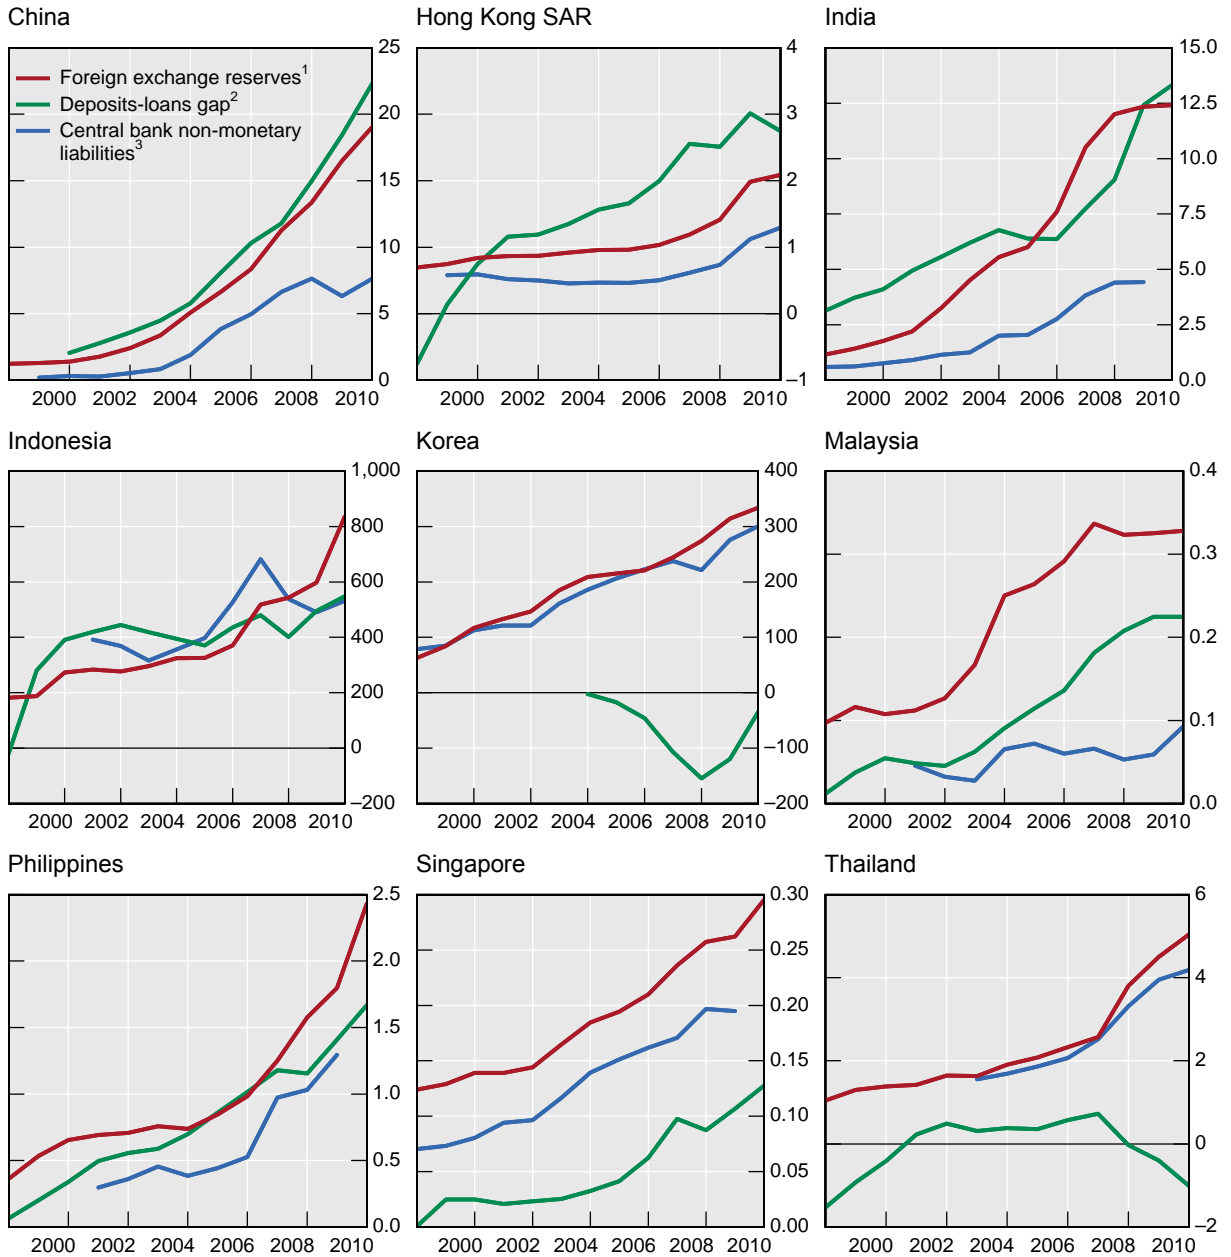 China
Hong Kong SAR
India
25
20
15
10
5
0
Foreign exchange reserves1
Deposits-loans gap2
Central bank non-monetary
liabilities3
4
3
2
1
0
–1
15.0
12.5
10.0
7.5
5.0
2.5
0.0
2000 2002 2004 2006 2008 2010
2000 2002 2004 2006 2008 2010
2000 2002 2004 2006 2008 2010
Indonesia
Korea
Malaysia
1,000
800
600
400
200
0
–200
400
300
200
100
0
–100
–200
0.4
0.3
0.2
0.1
0.0
2000 2002 2004 2006 2008 2010
2000 2002 2004 2006 2008 2010
2000 2002 2004 2006 2008 2010
Philippines
Singapore
Thailand
2.5
2.0
1.5
1.0
0.5
0.0
0.30
0.25
0.20
0.15
0.10
0.05
0.00
6
4
2
0
–2
2000 2002 2004 2006 2008 2010
2000 2002 2004 2006 2008 2010
2000 2002 2004 2006 2008 2010